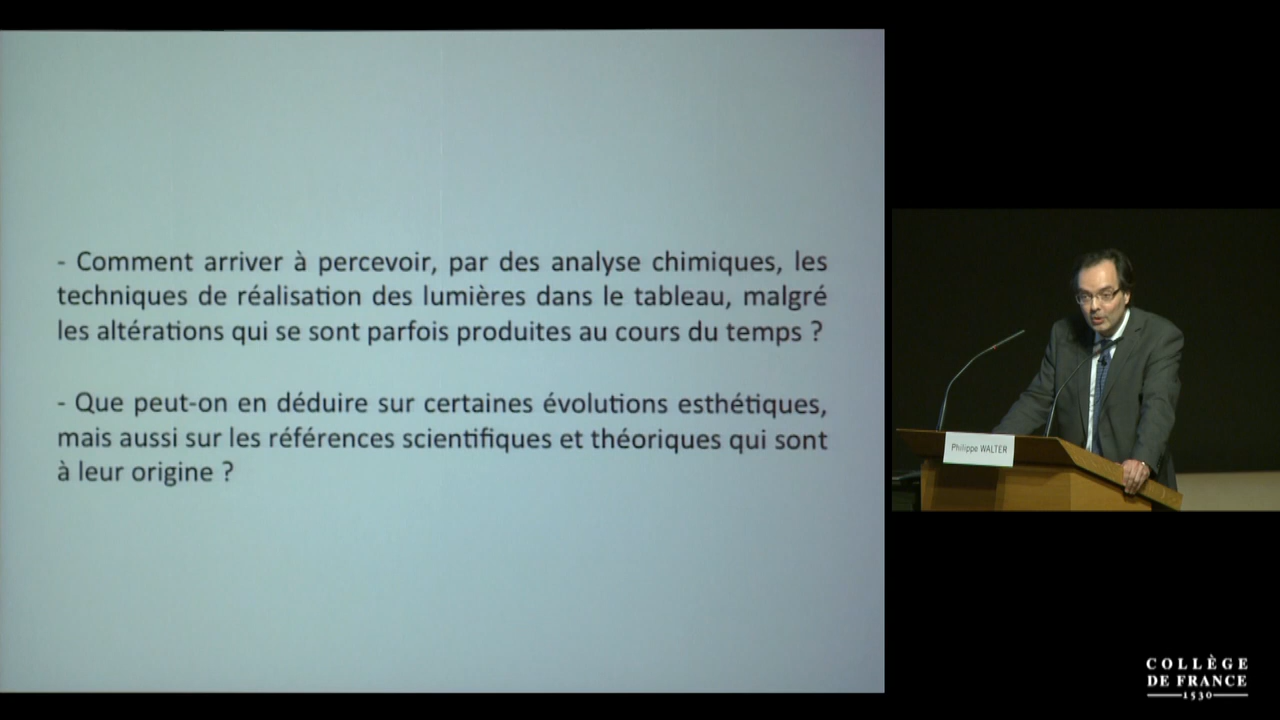 - Comment arriver à percevoir, par des analyse chimiques, les
techniques de réalisation des lumières dans le tableau, malgré
les altérations qui se sont parfois produites au cours du temps ?
- Que peut-on en déduire sur certaines évolutions esthétiques,
mais aussi sur les références scientifiques et théoriques qui sont
à leur origine ?
Philippe WALTER
COLLÈGE
DE FRANCE
1530